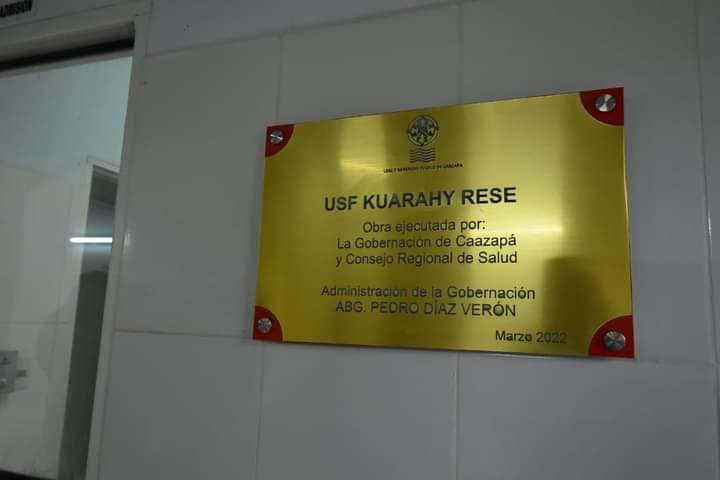 ADMISIÓN
USF KUARAHY RESE
Obra ejecutada por:
La Gobernación de Caazapá
y Consejo Regional de Salud
Administración de la Gobernación
ABG. PEDRO DÍAZ VERÓN
Marzo 2022